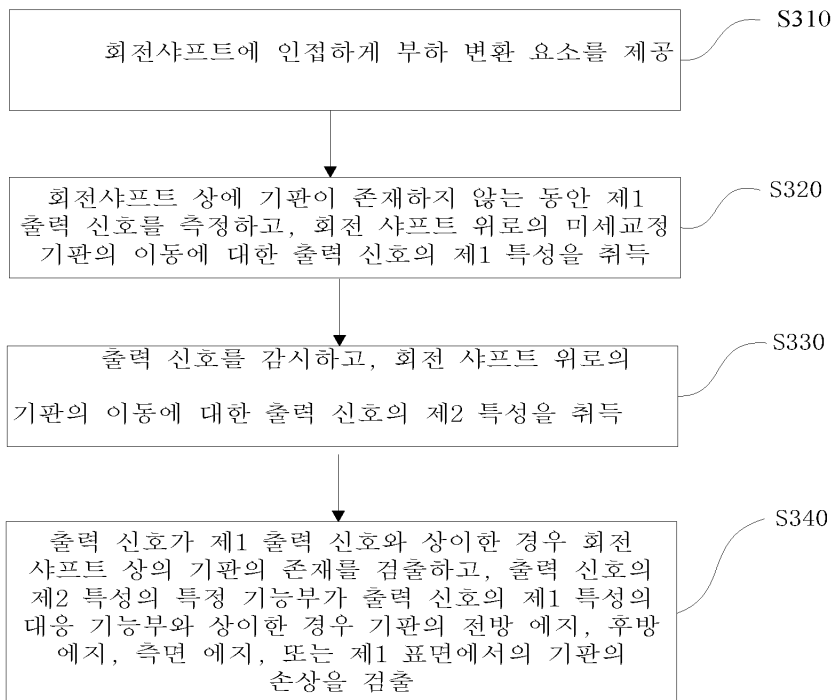 S310
회전샤프트에 인접하게 부하 변환 요소를 제공
S320
회전샤프트 상에 기판이 존재하지 않는 동안 제1
출력 신호를 측정하고, 회전 샤프트 위로의 미세교정
기판의 이동에 대한 출력 신호의 제1 특성을 취득
S330
출력 신호를 감시하고, 회전 샤프트 위로의
기판의 이동에 대한 출력 신호의 제2 특성을 취득
S340
출력 신호가 제1 출력 신호와 상이한 경우 회전
샤프트 상의 기판의 존재를 검출하고, 출력 신호의
제2 특성의 특정 기능부가 출력 신호의 제1 특성의
대응 기능부와 상이한 경우 기판의 전방 에지, 후방
에지, 측면 에지, 또는 제1 표면에서의 기판의
손상을 검출